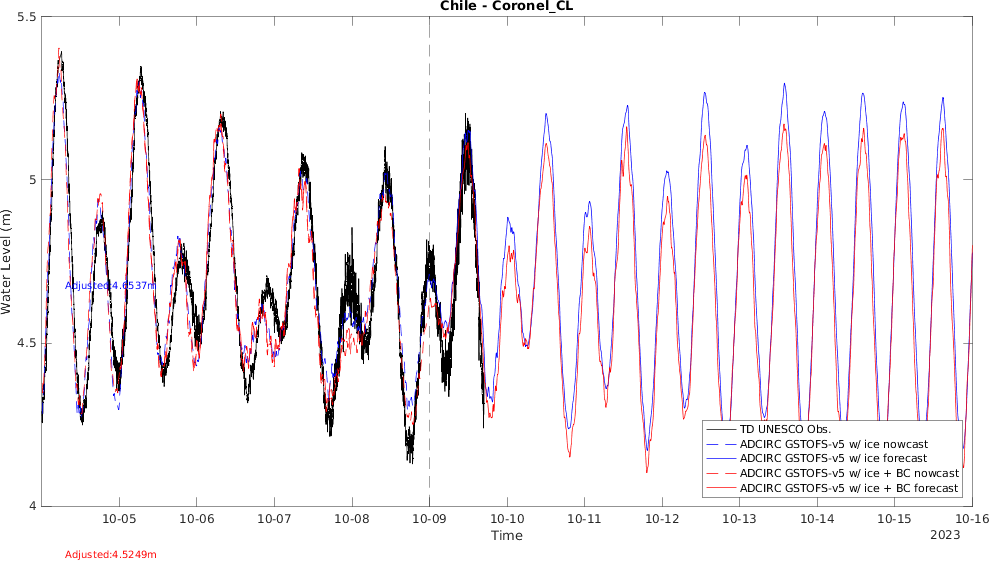 Chile - Coronel_CL
5.5
5
4.5
4
Water Level (m)
Adjusted:4.6537m
TD UNESCO Obs.
ADCIRC GSTOFS-v5 w/ ice nowcast
ADCIRC GSTOFS-v5 w/ ice forecast
ADCIRC GSTOFS-v5 w/ ice + BC nowcast
ADCIRC GSTOFS-v5 w/ ice + BC forecast
10-05 10-06 10-07 10-08 10-09 10-10 10-11 10-12 10-13 10-14 10-15 10-16
Time
2023
Adjusted:4.5249m